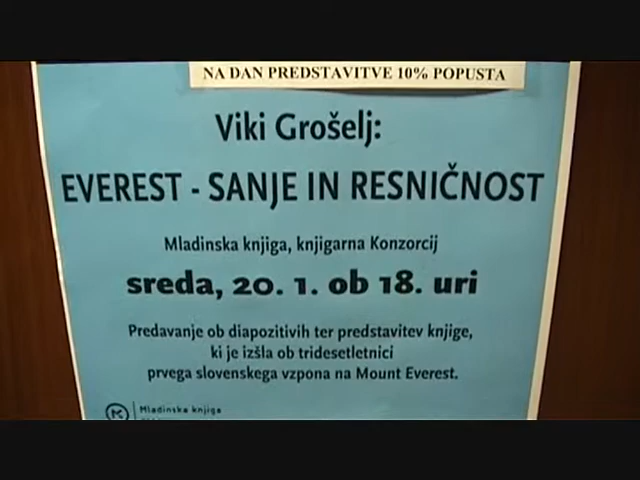 NA DAN PREDSTAVITVE 10% POPUSTA
Viki Grošelj:
EVEREST - SANJE IN RESNIČNOST
Mladinska knjiga, knjigarna Konzorcij
sreda, 20. 1. ob 18. uri
Predavanje ob diapozitivih ter predstavitev knjige,
ki je izšla ob tridesetletnici
prvega slovenskega vzpona na Mount Everest.
Mladinska knjiga